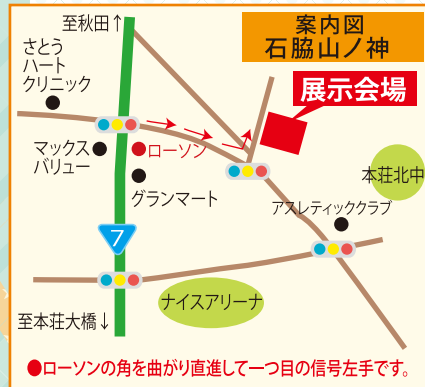 至秋田↑
案内図
石脇山ノ神
さとう
ハート
クリニック
展示会場
マックス
バリュー
●ローソン
グランマート
本荘北中
アスレティッククラブ
7
ナイスアリーナ
至本荘大橋↓
●ローソンの角を曲がり直進して一つ目の信号左手です。